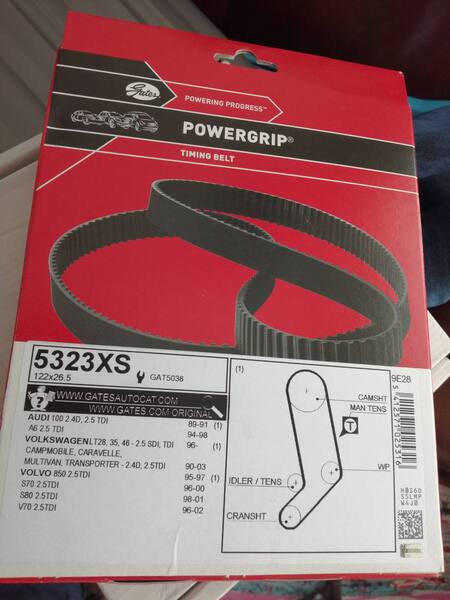 Gates
POWERING PROGRESS™
POWERGRIP®
TIMING BELT
5323XS
122x26.5
GAT5038
WWW.GATESAUTOCAT.COM
WWW.GATES.COM/ORIGINAL
AUDI 100 2.4D, 2.5 TDI 89-91 (1)
A6 2.5 TDI 94-98
VOLKSWAGEN LT28, 35, 46 - 2.5 SDI, TDI 96- (1)
CAMPMOBILE, CARAVELLE,
MULTIVAN, TRANSPORTER - 2.4D, 2.5TDI 90-03
VOLVO 850 2.5TDI 95-97 (1)
S70 2.5TDI 96-00
S80 2.5TDI 98-01
V70 2.5TDI 96-02
(1)
CAMSHT
MAN TENS
T
WP
IDLER / TENS
CRANSHT
9E28